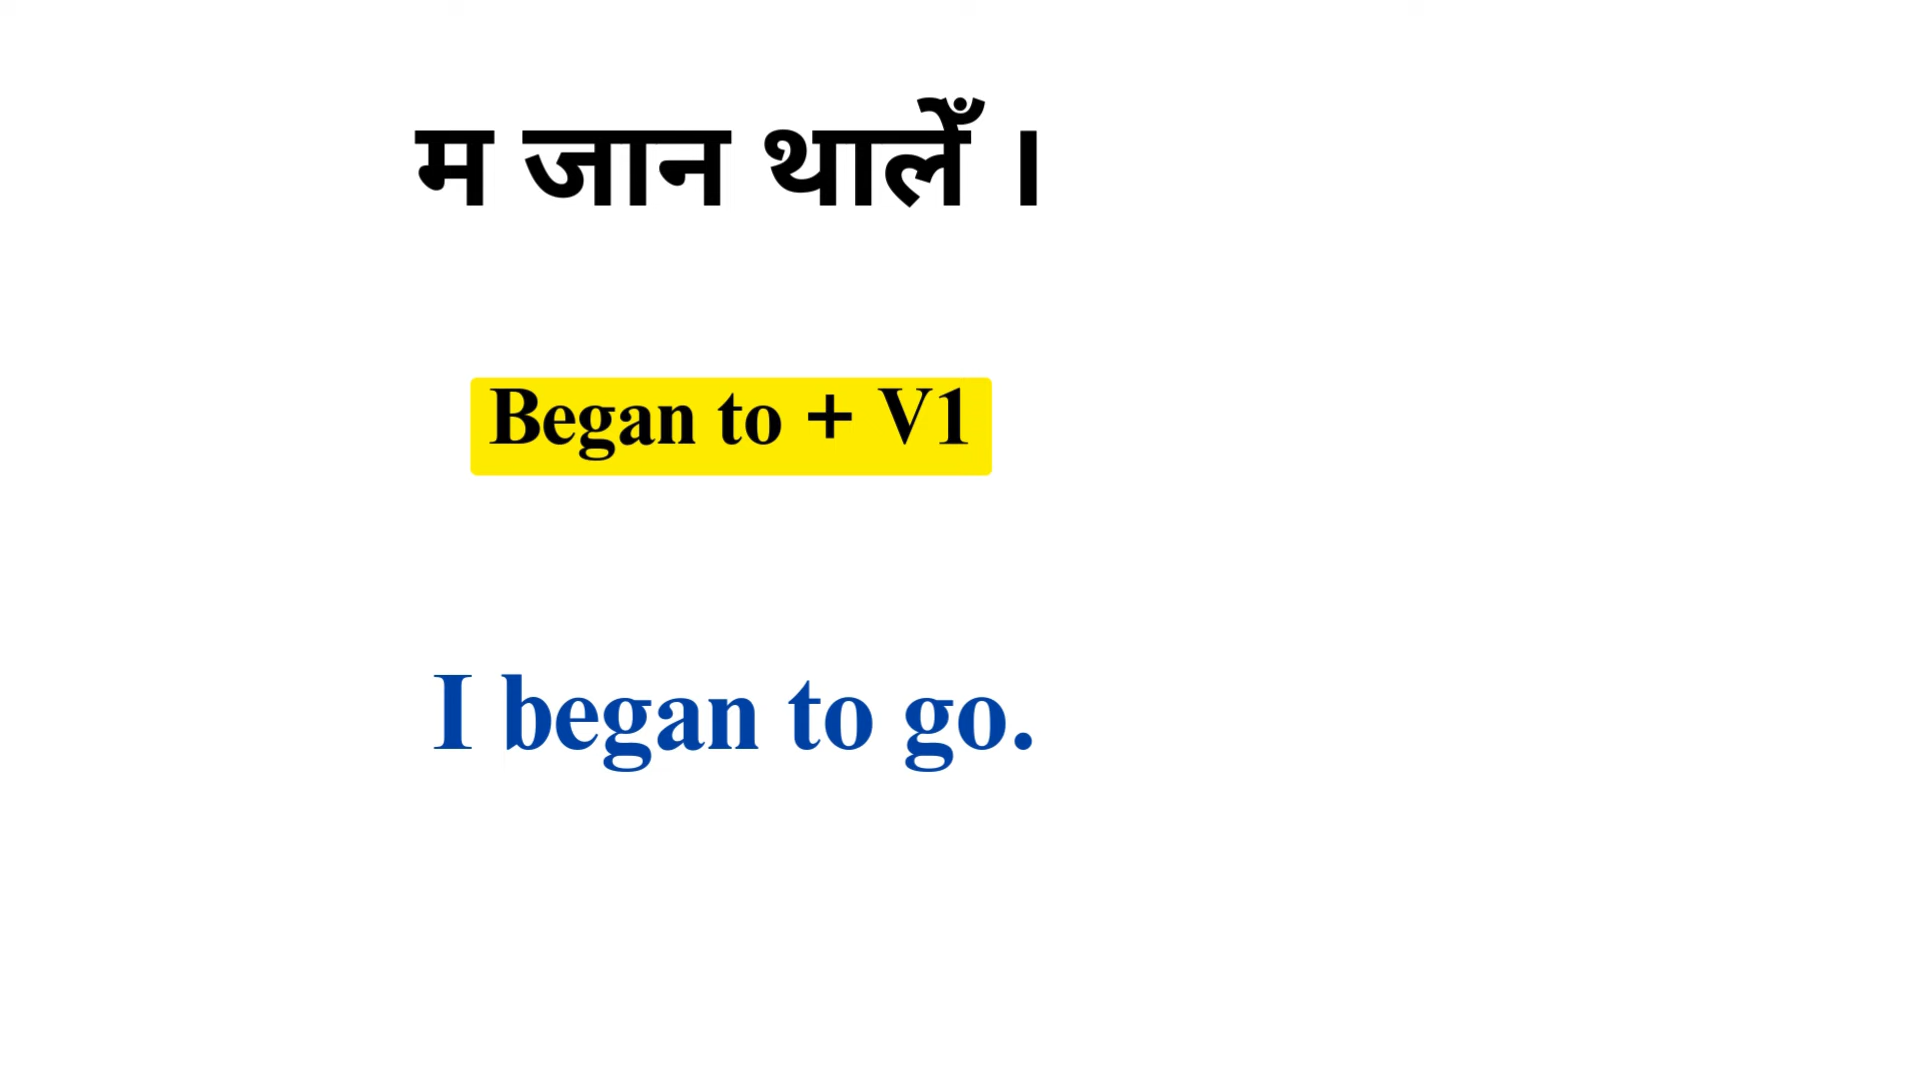 म जान थालेँ ।
Began to + V1
I began to go.